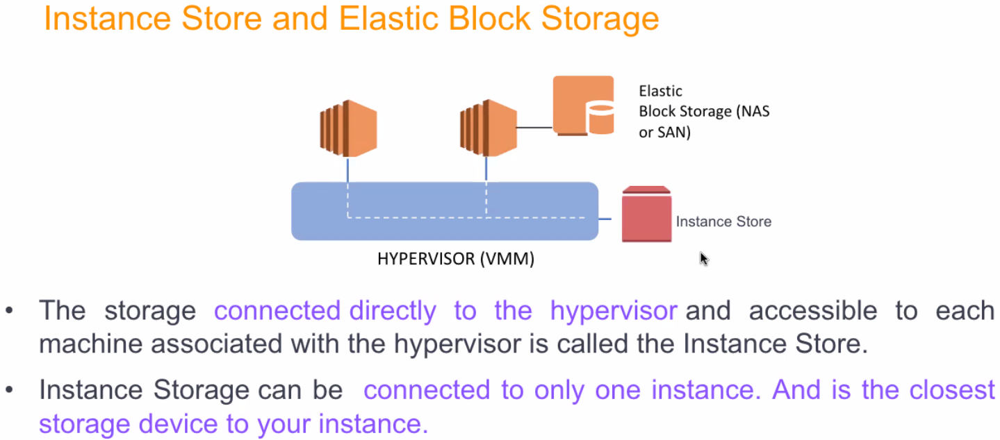 Instance Store and Elastic Block Storage
Elastic
Block Storage (NAS
or SAN)
Instance Store
HYPERVISOR (VMM)
• The storage connected directly to the hypervisor and accessible to each
machine associated with the hypervisor is called the Instance Store.
• Instance Storage can be connected to only one instance. And is the closest
storage device to your instance.